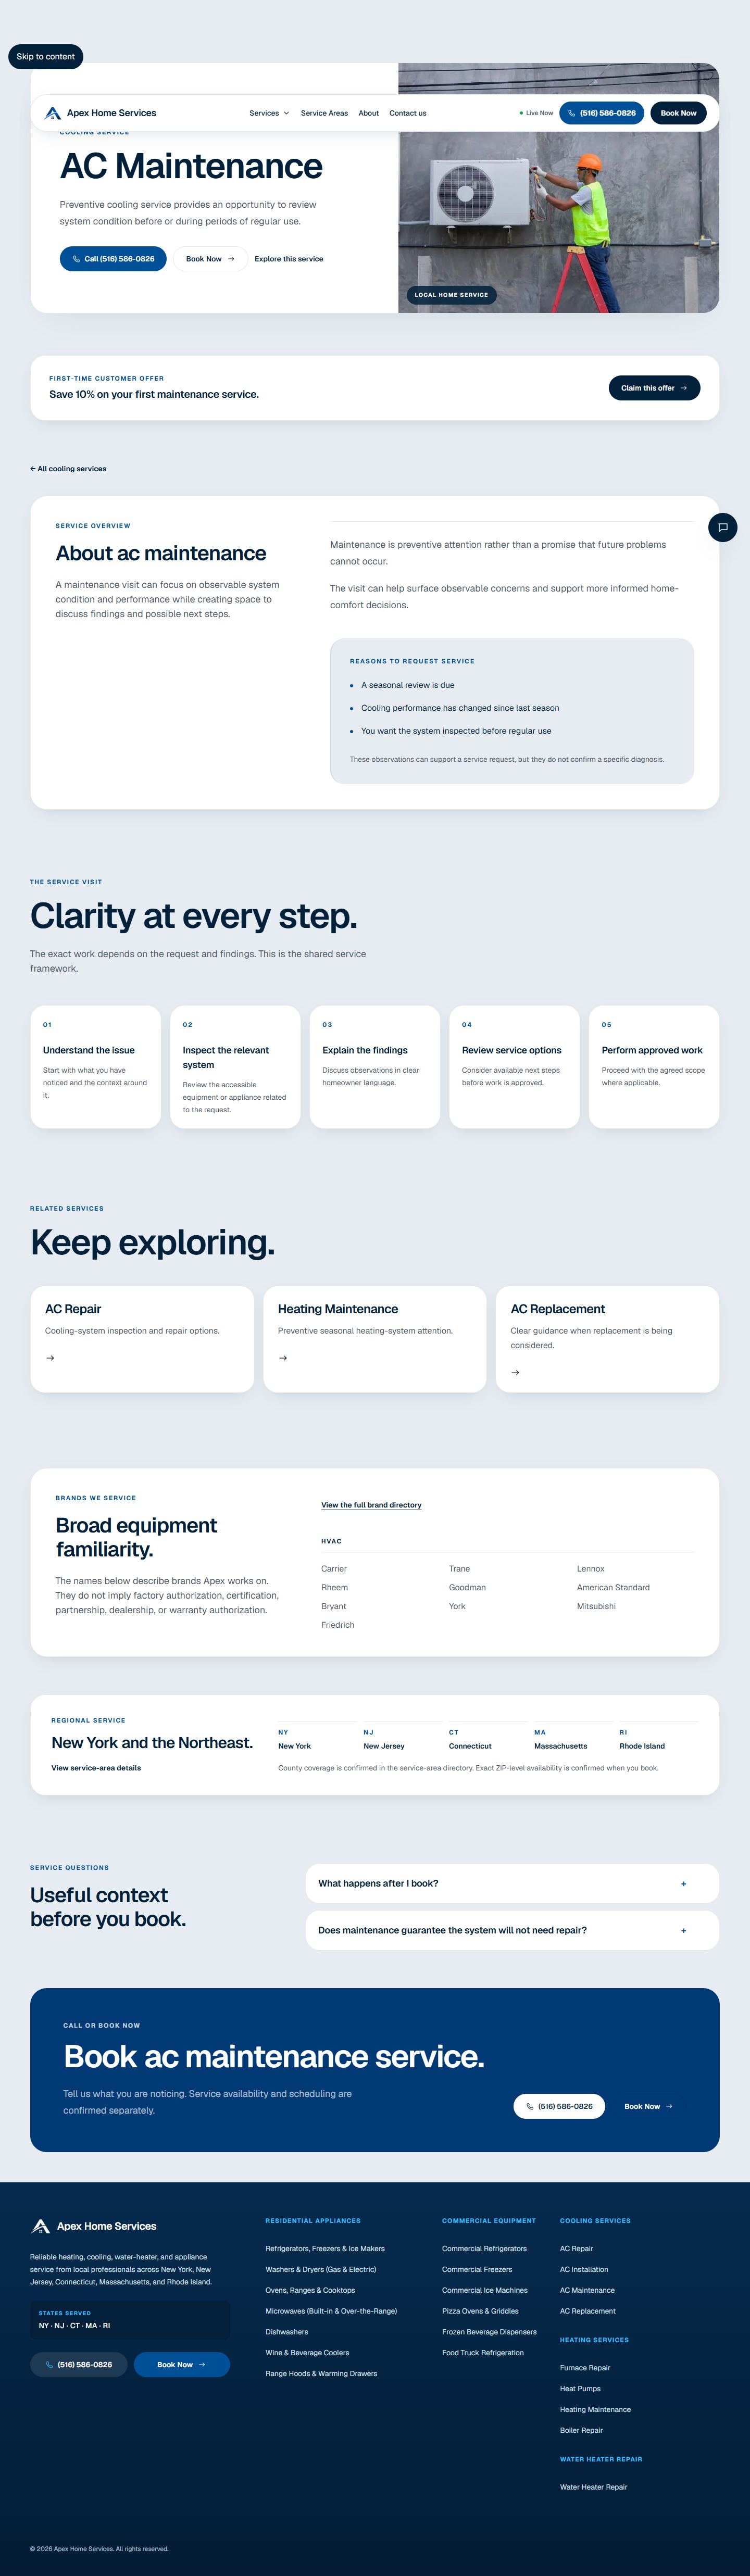 Skip to content
Apex Home Services
Services
Service Areas
About
Contact us
Live Now
(516) 586-0826
Book Now
COOLING SERVICE
AC Maintenance
Preventive cooling service provides an opportunity to review
system condition before or during periods of regular use.
Call (516) 586-0826
Book Now →
Explore this service
LOCAL HOME SERVICE
FIRST-TIME CUSTOMER OFFER
Save 10% on your first maintenance service.
Claim this offer →
← All cooling services
SERVICE OVERVIEW
About ac maintenance
A maintenance visit can focus on observable system
condition and performance while creating space to
discuss findings and possible next steps.
Maintenance is preventive attention rather than a promise that future problems
cannot occur.
The visit can help surface observable concerns and support more informed home-
comfort decisions.
REASONS TO REQUEST SERVICE
• A seasonal review is due
• Cooling performance has changed since last season
• You want the system inspected before regular use
These observations can support a service request, but they do not confirm a specific diagnosis.
THE SERVICE VISIT
Clarity at every step.
The exact work depends on the request and findings. This is the shared service
framework.
01
Understand the issue
Start with what you have
noticed and the context around
it.
02
Inspect the relevant
system
Review the accessible
equipment or appliance related
to the request.
03
Explain the findings
Discuss observations in clear
homeowner language.
04
Review service options
Consider available next steps
before work is approved.
05
Perform approved work
Proceed with the agreed scope
where applicable.
RELATED SERVICES
Keep exploring.
AC Repair
Cooling-system inspection and repair options.
→
Heating Maintenance
Preventive seasonal heating-system attention.
→
AC Replacement
Clear guidance when replacement is being
considered.
→
BRANDS WE SERVICE
Broad equipment
familiarity.
The names below describe brands Apex works on.
They do not imply factory authorization, certification,
partnership, dealership, or warranty authorization.
View the full brand directory
HVAC
Carrier Trane Lennox
Rheem Goodman American Standard
Bryant York Mitsubishi
Friedrich
REGIONAL SERVICE
New York and the Northeast.
View service-area details
NY NJ CT MA RI
New York New Jersey Connecticut Massachusetts Rhode Island
County coverage is confirmed in the service-area directory. Exact ZIP-level availability is confirmed when you book.
SERVICE QUESTIONS
Useful context
before you book.
What happens after I book? +
Does maintenance guarantee the system will not need repair? +
CALL OR BOOK NOW
Book ac maintenance service.
Tell us what you are noticing. Service availability and scheduling are
confirmed separately.
(516) 586-0826
Book Now →
Apex Home Services
Reliable heating, cooling, water-heater, and appliance
service from local professionals across New York, New
Jersey, Connecticut, Massachusetts, and Rhode Island.
STATES SERVED
NY · NJ · CT · MA · RI
(516) 586-0826
Book Now →
RESIDENTIAL APPLIANCES
Refrigerators, Freezers & Ice Makers
Washers & Dryers (Gas & Electric)
Ovens, Ranges & Cooktops
Microwaves (Built-in & Over-the-Range)
Dishwashers
Wine & Beverage Coolers
Range Hoods & Warming Drawers
COMMERCIAL EQUIPMENT
Commercial Refrigerators
Commercial Freezers
Commercial Ice Machines
Pizza Ovens & Griddles
Frozen Beverage Dispensers
Food Truck Refrigeration
COOLING SERVICES
AC Repair
AC Installation
AC Maintenance
AC Replacement
HEATING SERVICES
Furnace Repair
Heat Pumps
Heating Maintenance
Boiler Repair
WATER HEATER REPAIR
Water Heater Repair
© 2026 Apex Home Services. All rights reserved.